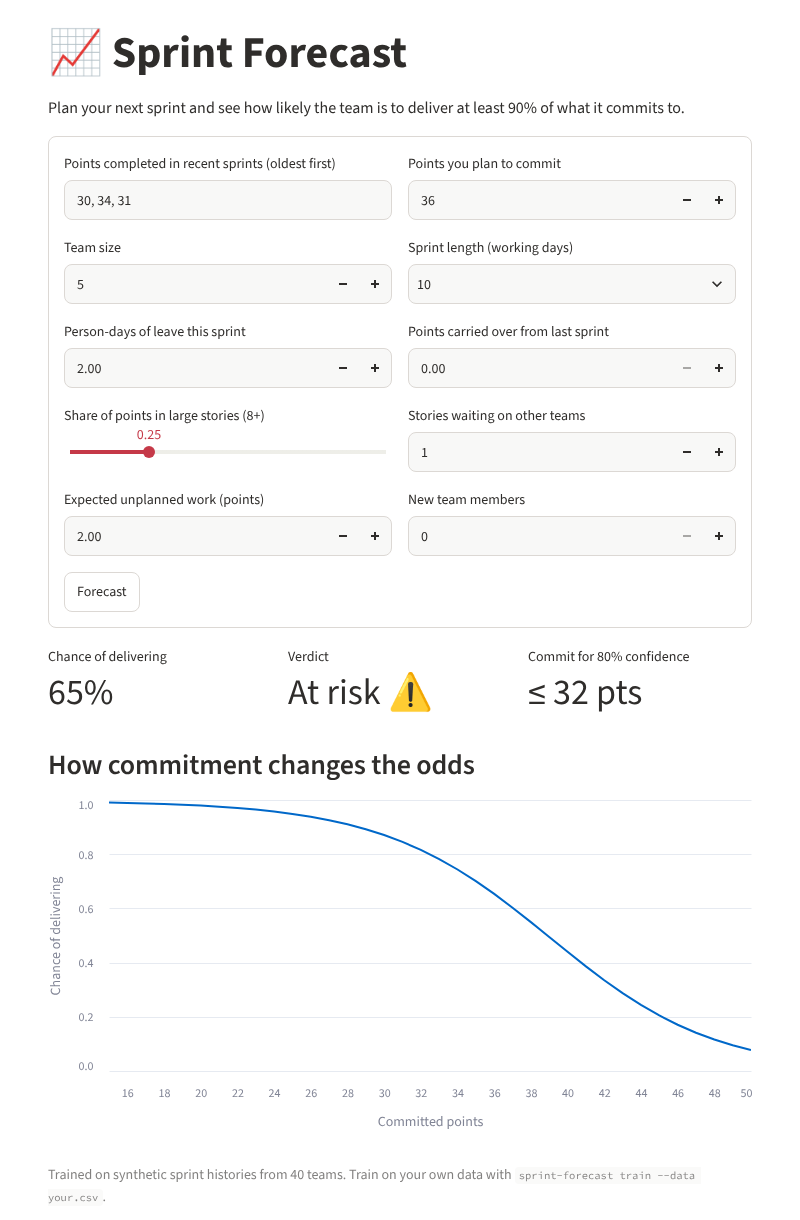 📈 Sprint Forecast
Plan your next sprint and see how likely the team is to deliver at least 90% of what it commits to.
Points completed in recent sprints (oldest first)
30, 34, 31
Points you plan to commit
36
Team size
5
Sprint length (working days)
10
Person-days of leave this sprint
2.00
Points carried over from last sprint
0.00
Share of points in large stories (8+)
0.25
Stories waiting on other teams
1
Expected unplanned work (points)
2.00
New team members
0
Forecast
Chance of delivering
65%
Verdict
At risk ⚠️
Commit for 80% confidence
≤ 32 pts
How commitment changes the odds
Chance of delivering
1.0
0.8
0.6
0.4
0.2
0.0
16 18 20 22 24 26 28 30 32 34 36 38 40 42 44 46 48 50
Committed points
Trained on synthetic sprint histories from 40 teams. Train on your own data with sprint-forecast train --data
your.csv.